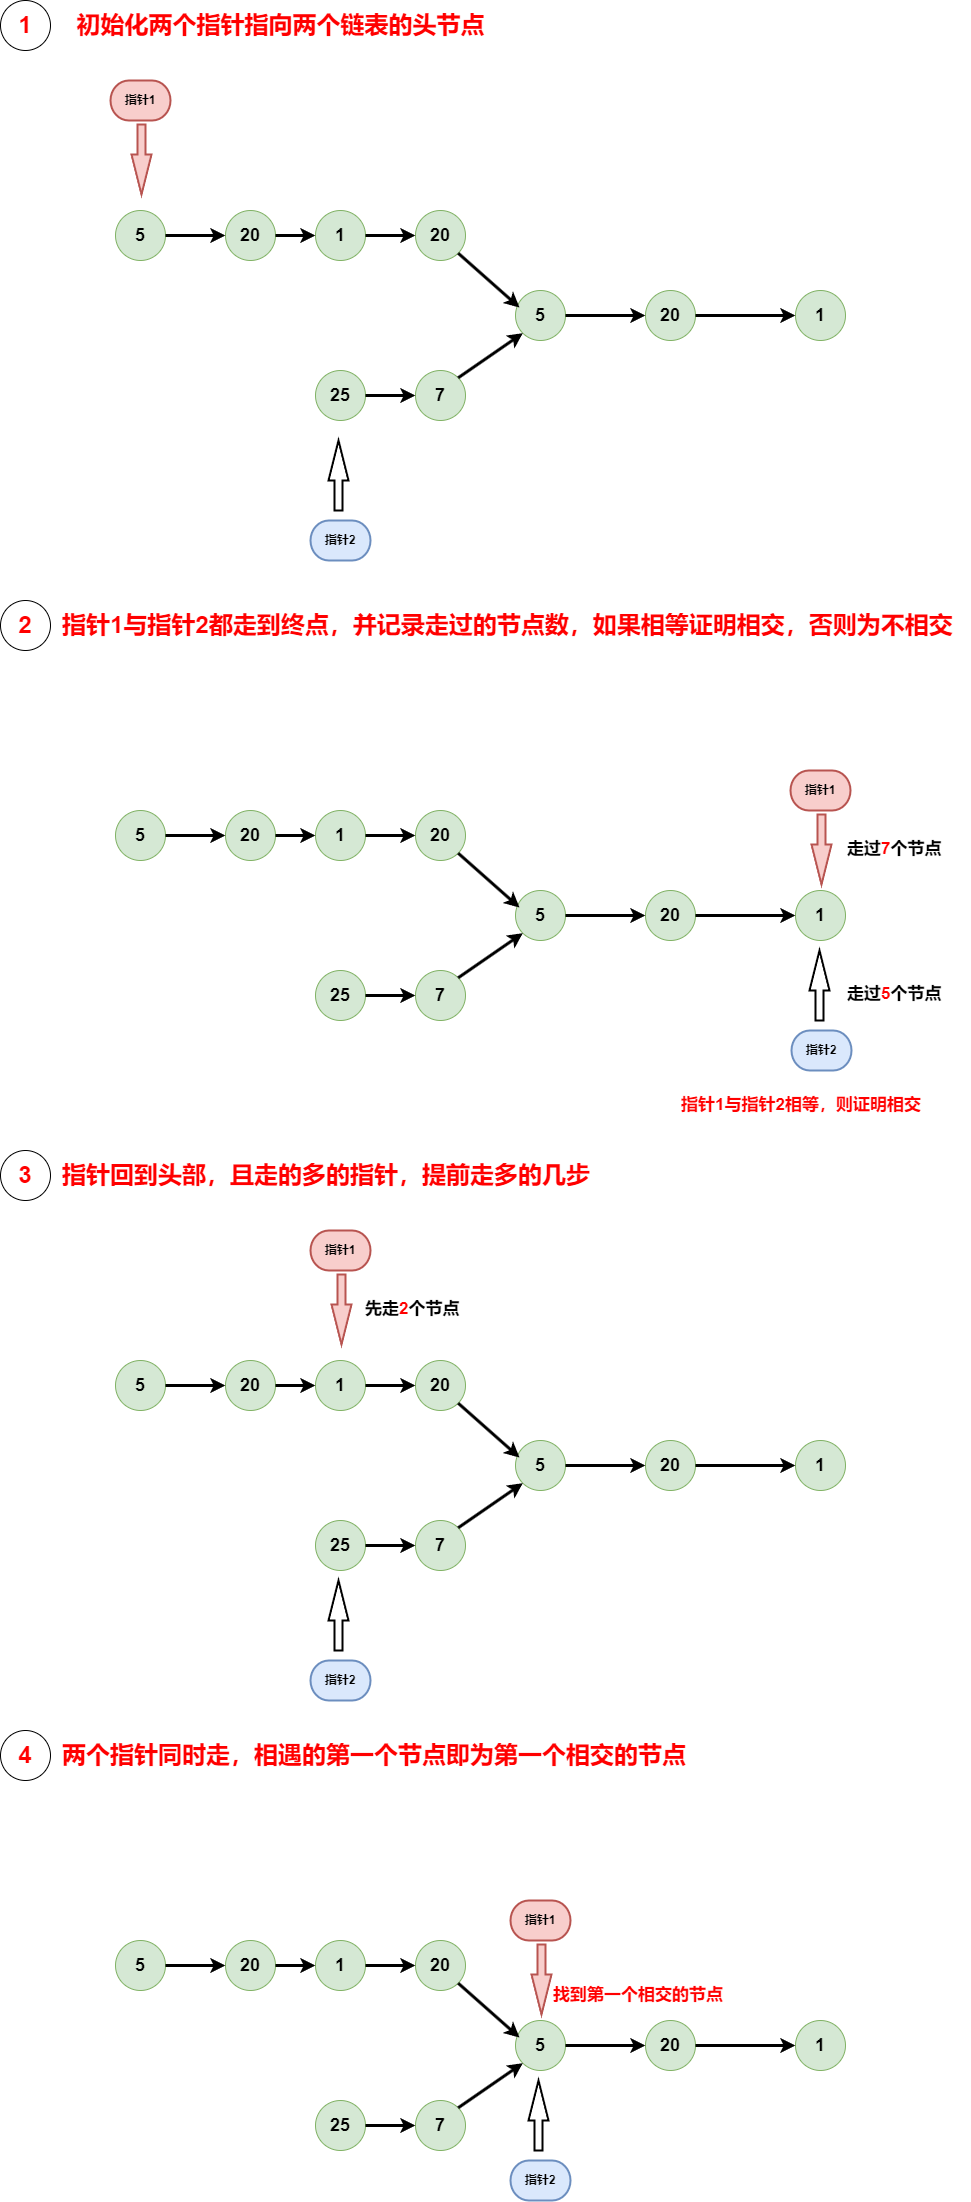 1 初始化两个指针指向两个链表的头节点
指针1
5 20 1 20
5 20 1
25 7
指针2
2 指针1与指针2都走到终点，并记录走过的节点数，如果相等证明相交，否则为不相交
指针1
5 20 1 20 走过7个节点
5 20 1
25 7 走过5个节点
指针2
指针1与指针2相等，则证明相交
3 指针回到头部，且走的多的指针，提前走多的几步
指针1
先走2个节点
5 20 1 20
5 20 1
25 7
指针2
4 两个指针同时走，相遇的第一个节点即为第一个相交的节点
指针1
5 20 1 20
找到第一个相交的节点
5 20 1
25 7
指针2